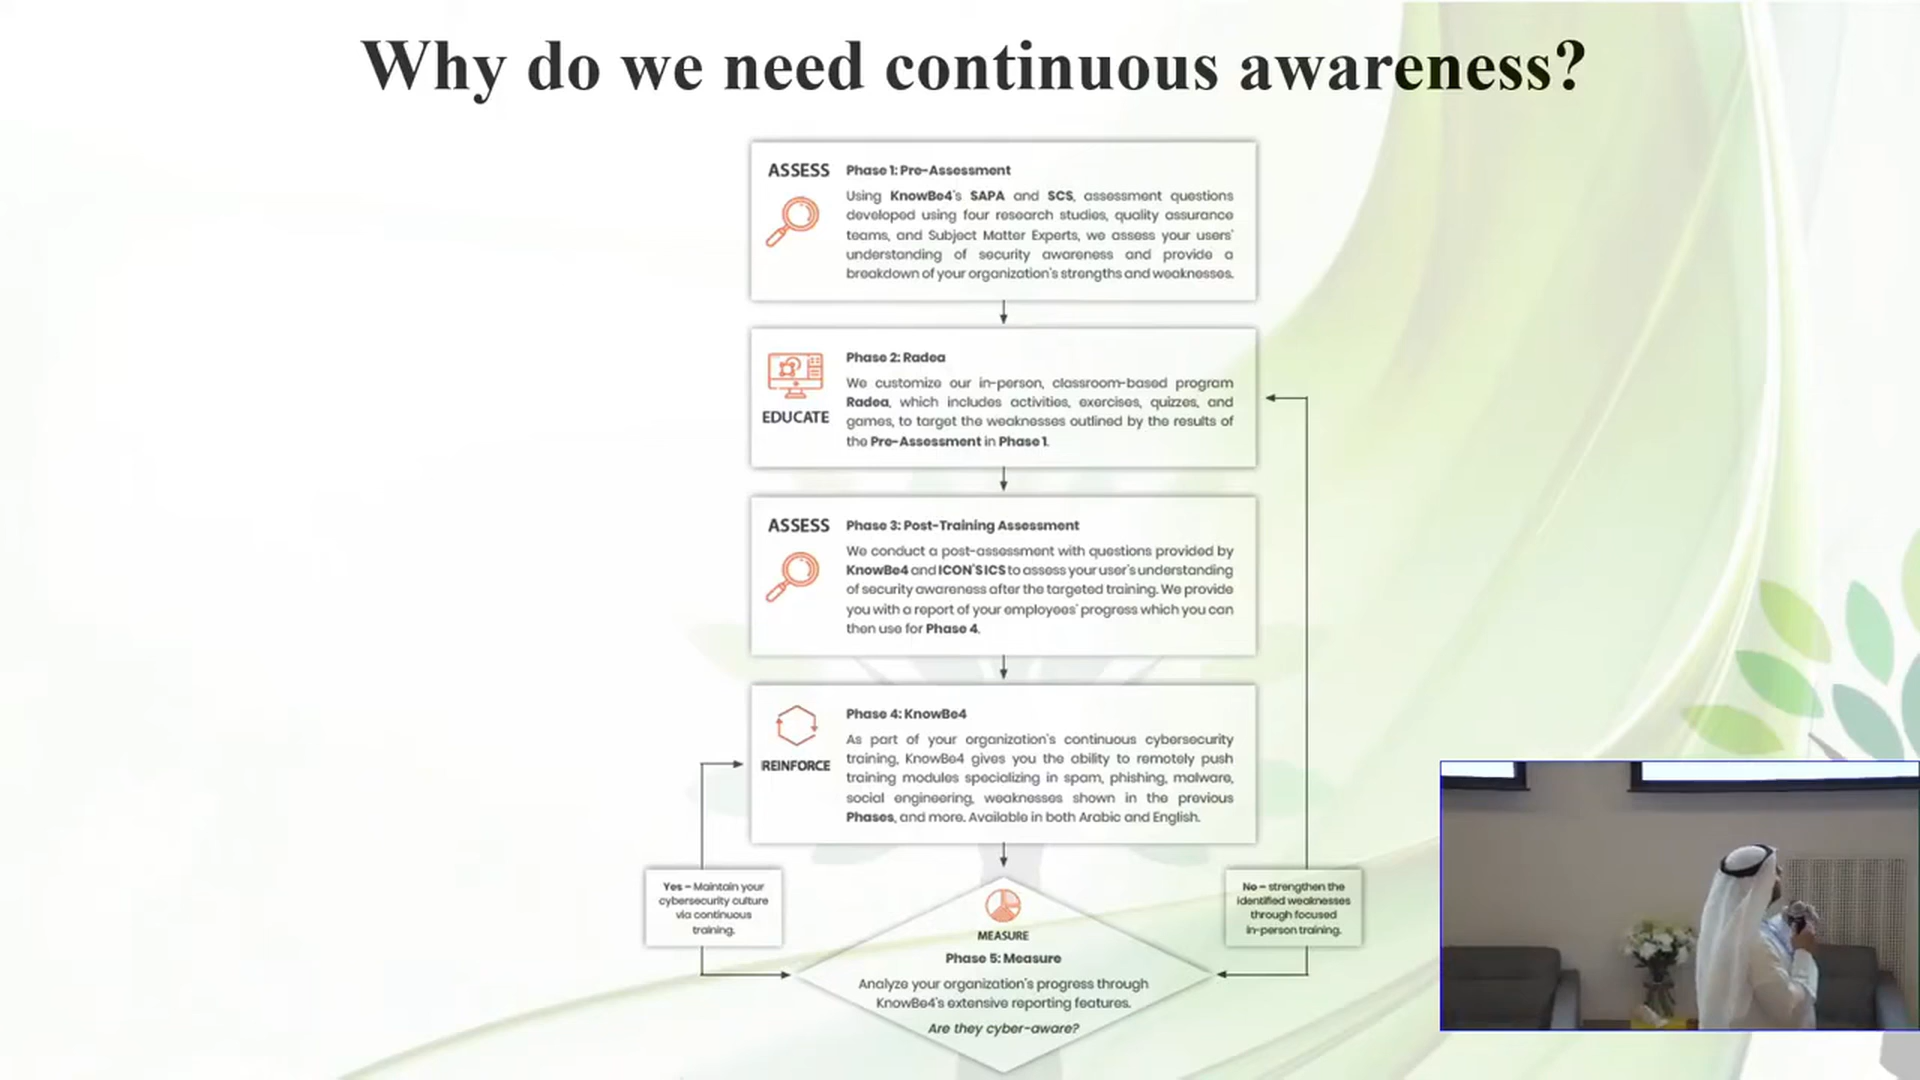 Why do we need continuous awareness?
ASSESS
Phase 1: Pre-Assessment
Using KnowBe4's SAPA and SCS, assessment questions
developed using four research studies, quality assurance
teams, and Subject Matter Experts, we assess your users'
understanding of security awareness and provide a
breakdown of your organization's strengths and weaknesses.
EDUCATE
Phase 2: Radea
We customize our in-person, classroom-based program
Radea, which includes activities, exercises, quizzes, and
games, to target the weaknesses outlined by the results of
the Pre-Assessment in Phase 1.
ASSESS
Phase 3: Post-Training Assessment
We conduct a post-assessment with questions provided by
KnowBe4 and ICON'S ICS to assess your user's understanding
of security awareness after the targeted training. We provide
you with a report of your employees' progress which you can
then use for Phase 4.
REINFORCE
Phase 4: KnowBe4
As part of your organization's continuous cybersecurity
training, KnowBe4 gives you the ability to remotely push
training modules specializing in spam, phishing, malware,
social engineering, weaknesses shown in the previous
Phases, and more. Available in both Arabic and English.
Yes – Maintain your
cybersecurity culture
via continuous
training.
No – strengthen the
identified weaknesses
through focused
in-person training.
MEASURE
Phase 5: Measure
Analyze your organization's progress through
KnowBe4's extensive reporting features.
Are they cyber-aware?